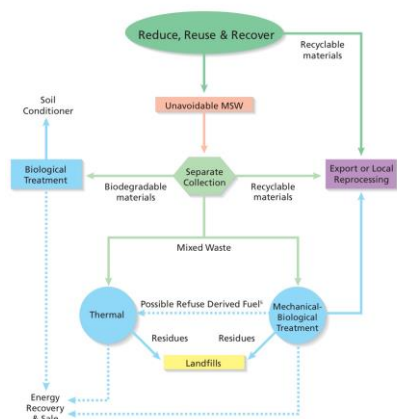 Reduce, Reuse & Recover
Recyclable
materials
Unavoidable MSW
Soil
Conditioner
Biological
Treatment
Biodegradable
materials
Separate
Collection
Recyclable
materials
Export or Local
Reprocessing
Mixed Waste
Thermal
Possible Refuse Derived Fuel
Mechanical-
Biological
Treatment
Residues
Residues
Landfills
Energy
Recovery
& Sale